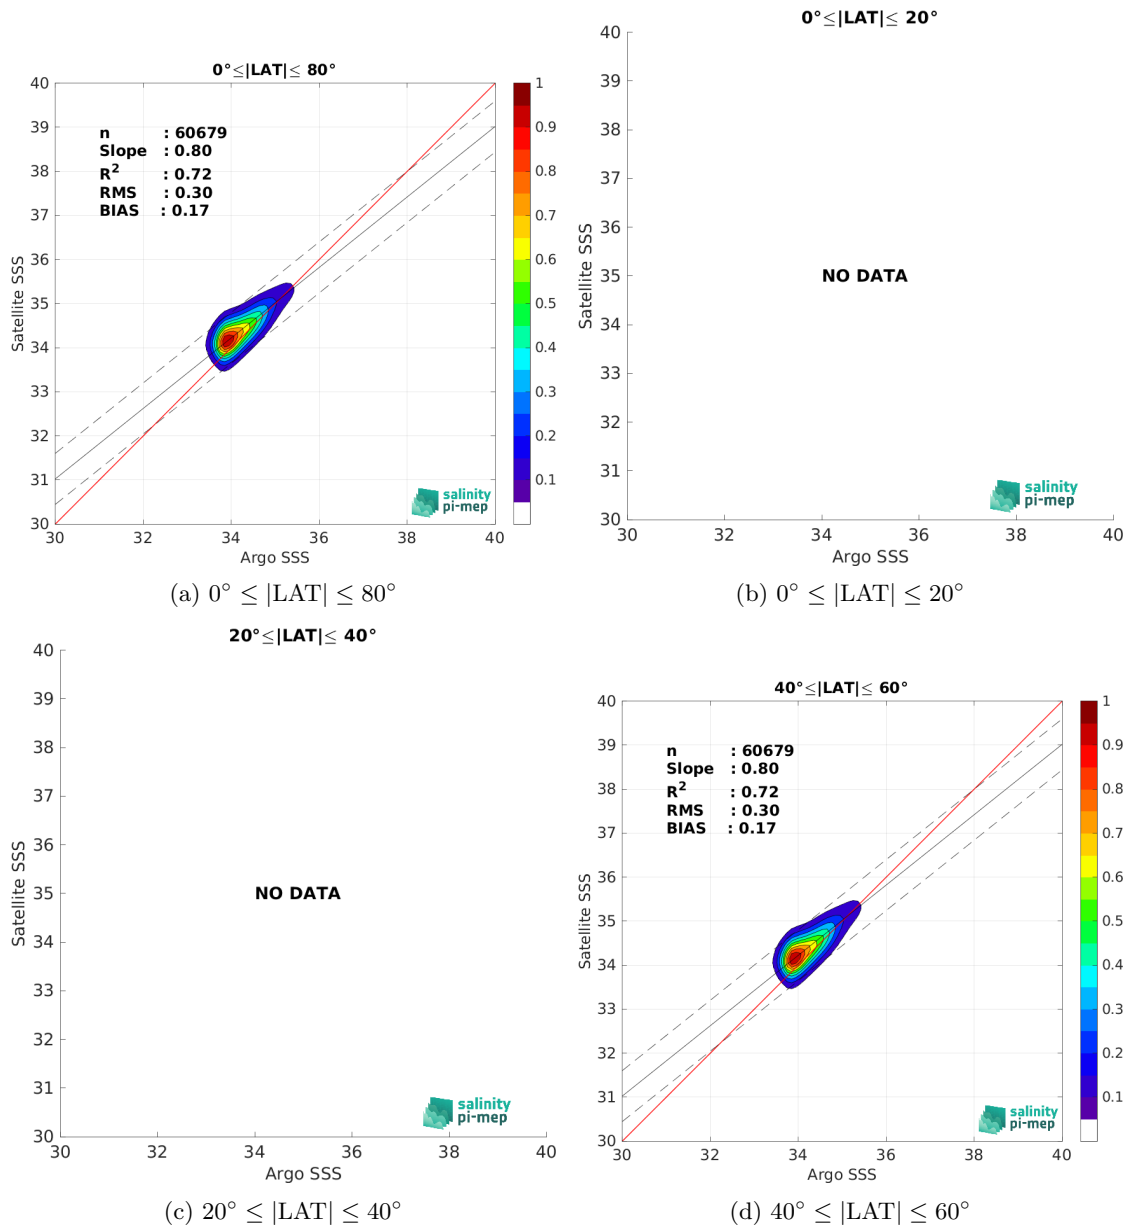 0°≤|LAT|≤ 80°
40
39
38
37
36
35
34
33
32
31
30
Satellite SSS
n : 60679
Slope : 0.80
R² : 0.72
RMS : 0.30
BIAS : 0.17
1
0.9
0.8
0.7
0.6
0.5
0.4
0.3
0.2
0.1
salinity
pi-mep
30 32 34 36 38 40
Argo SSS
(a) 0° ≤ |LAT| ≤ 80°
0°≤|LAT|≤ 20°
40
39
38
37
36
35
34
33
32
31
30
Satellite SSS
NO DATA
salinity
pi-mep
30 32 34 36 38 40
Argo SSS
(b) 0° ≤ |LAT| ≤ 20°
20°≤|LAT|≤ 40°
40
39
38
37
36
35
34
33
32
31
30
Satellite SSS
NO DATA
salinity
pi-mep
30 32 34 36 38 40
Argo SSS
(c) 20° ≤ |LAT| ≤ 40°
40°≤|LAT|≤ 60°
40
39
38
37
36
35
34
33
32
31
30
Satellite SSS
n : 60679
Slope : 0.80
R² : 0.72
RMS : 0.30
BIAS : 0.17
1
0.9
0.8
0.7
0.6
0.5
0.4
0.3
0.2
0.1
salinity
pi-mep
30 32 34 36 38 40
Argo SSS
(d) 40° ≤ |LAT| ≤ 60°